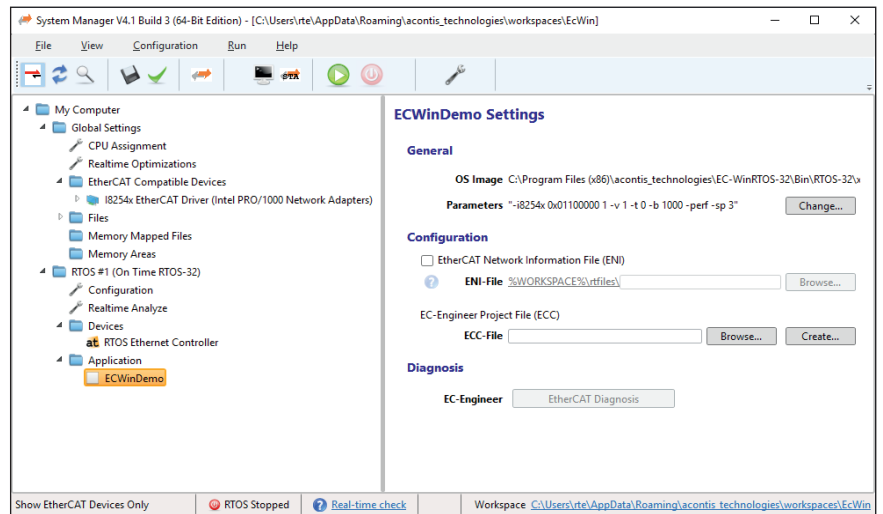 System Manager V4.1 Build 3 (64-Bit Edition) - [C:\Users\rte\AppData\Roaming\acontis_technologies\workspaces\EcWin]
File View Configuration Run Help
STA
My Computer
Global Settings
CPU Assignment
Realtime Optimizations
EtherCAT Compatible Devices
I8254x EtherCAT Driver (Intel PRO/1000 Network Adapters)
Files
Memory Mapped Files
Memory Areas
RTOS #1 (On Time RTOS-32)
Configuration
Realtime Analyze
Devices
at RTOS Ethernet Controller
Application
ECWinDemo
ECWinDemo Settings
General
OS Image C:\Program Files (x86)\acontis_technologies\EC-WinRTOS-32\Bin\RTOS-32\x
Parameters "-i8254x 0x01100000 1 -v 1 -t 0 -b 1000 -perf -sp 3" Change...
Configuration
EtherCAT Network Information File (ENI)
? ENI-File %WORKSPACE%\rtfiles\ Browse...
EC-Engineer Project File (ECC)
ECC-File Browse... Create...
Diagnosis
EC-Engineer EtherCAT Diagnosis
Show EtherCAT Devices Only RTOS Stopped ? Real-time check Workspace C:\Users\rte\AppData\Roaming\acontis_technologies\workspaces\EcWin